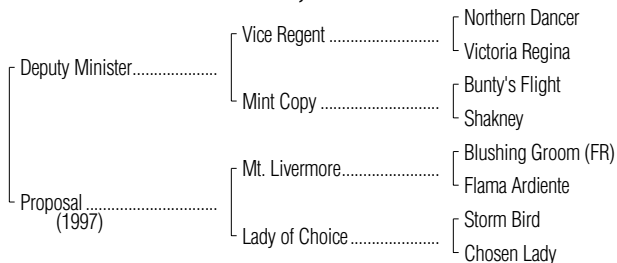 Northern Dancer
Vice Regent ............................
Victoria Regina
Deputy Minister.....................
Bunty's Flight
Mint Copy ..............................
Shakney
Blushing Groom (FR)
Mt. Livermore.........................
Flama Ardiente
Proposal .................................
(1997)
Storm Bird
Lady of Choice.......................
Chosen Lady